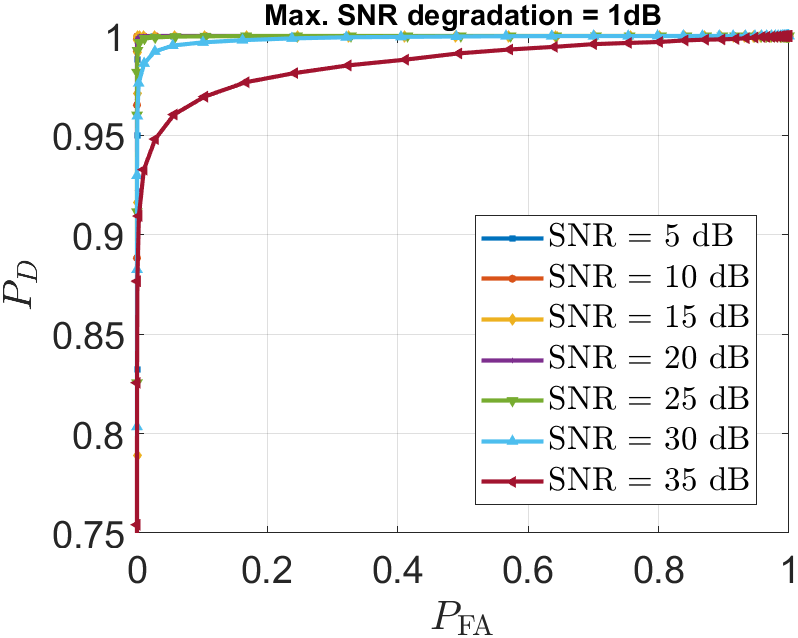 Max. SNR degradation = 1dB
1
0.95
0.9
0.85
0.8
0.75
P_D
SNR = 5 dB
SNR = 10 dB
SNR = 15 dB
SNR = 20 dB
SNR = 25 dB
SNR = 30 dB
SNR = 35 dB
0 0.2 0.4 0.6 0.8 1
P_FA